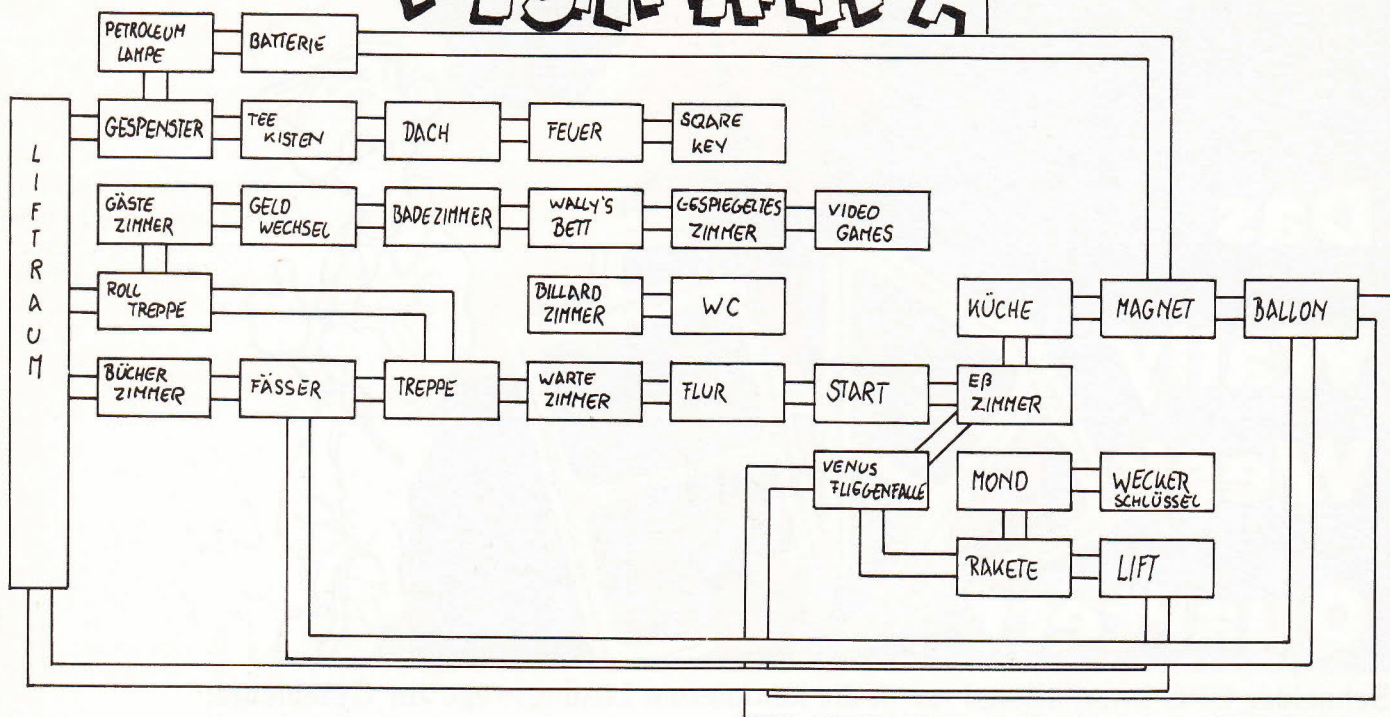 PETROLEUM
LAMPE
BATTERIE
LIFTRAUM
GESPENSTER
TEE
KISTEN
DACH
FEUER
SQARE
KEY
GÄSTE
ZIMMER
GELD
WECHSEL
BADEZIMMER
WALLY'S
BETT
GESPIEGELTES
ZIMMER
VIDEO
GAMES
ROLL
TREPPE
BILLARD
ZIMMER
WC
KÜCHE
MAGNET
BALLON
BÜCHER
ZIMMER
FÄSSER
TREPPE
WARTE
ZIMMER
FLUR
START
Eß
ZIMMER
VENUS
FLIEGENFALLE
MOND
WECKER
SCHLÜSSEL
RAKETE
LIFT